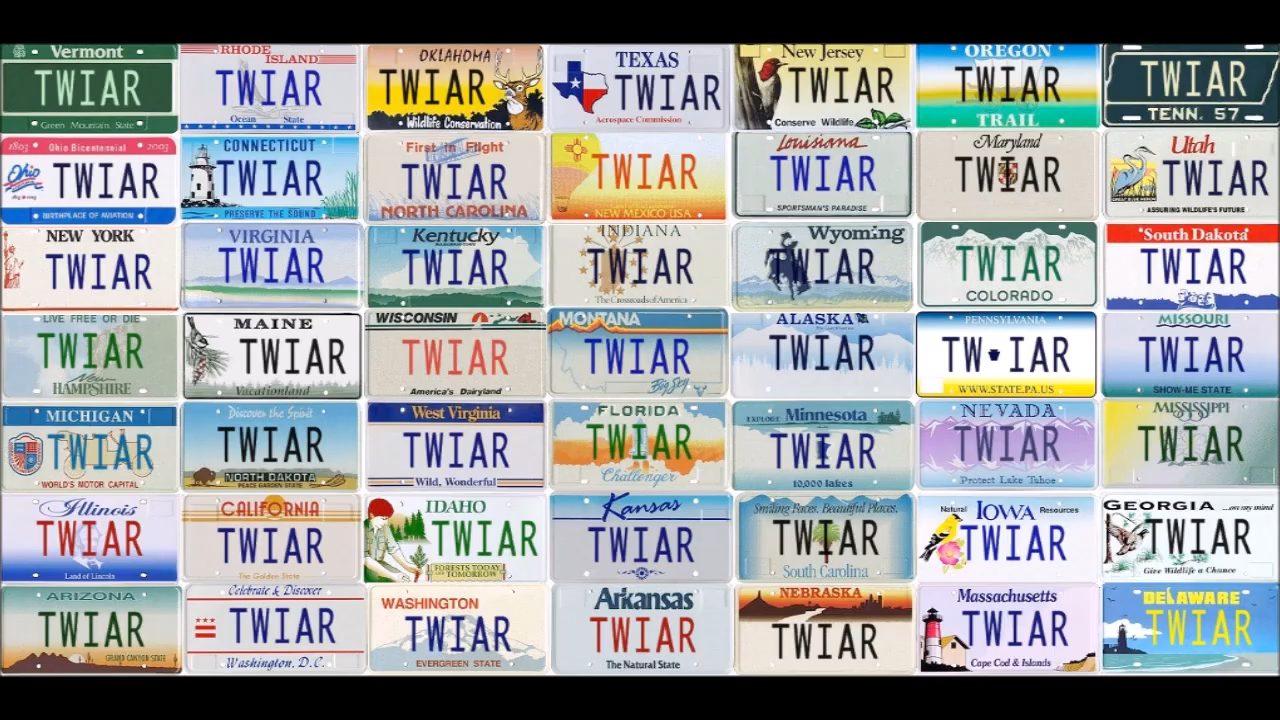 Vermont
TWIAR
Green Mountain State
RHODE ISLAND
TWIAR
Ocean State
OKLAHOMA
TWIAR
Wildlife Conservation
TEXAS
TWIAR
Aerospace Commission
New Jersey
TWIAR
Conserve Wildlife
OREGON
TWIAR
TRAIL
TWIAR
TENN. 57
1803 Ohio Bicentennial 2003
Ohio
TWIAR
BIRTHPLACE OF AVIATION
CONNECTICUT
TWIAR
PRESERVE THE SOUND
First in Flight
TWIAR
NORTH CAROLINA
TWIAR
NEW MEXICO USA
Louisiana
TWIAR
SPORTSMAN'S PARADISE
Maryland
TWIAR
Utah
TWIAR
ASSURING WILDLIFE'S FUTURE
NEW YORK
TWIAR
VIRGINIA
TWIAR
Kentucky
TWIAR
INDIANA
TWIAR
The Crossroads of America
Wyoming
TWIAR
TWIAR
COLORADO
"South Dakota"
TWIAR
LIVE FREE OR DIE
TWIAR
New HAMPSHIRE
MAINE
TWIAR
Vacationland
WISCONSIN
TWIAR
America's Dairyland
MONTANA
TWIAR
Big Sky
ALASKA
TWIAR
PENNSYLVANIA
TW IAR
WWW.STATE.PA.US
MISSOURI
TWIAR
SHOW-ME STATE
MICHIGAN
TWIAR
WORLD'S MOTOR CAPITAL
Discover the Spirit
TWIAR
NORTH DAKOTA
PEACE GARDEN STATE
West Virginia
TWIAR
Wild, Wonderful
FLORIDA
TWIAR
Challenger
EXPLORE Minnesota
TWIAR
10,000 lakes
NEVADA
TWIAR
Protect Lake Tahoe
MISSISSIPPI
TWIAR
Illinois
TWIAR
Land of Lincoln
CALIFORNIA
TWIAR
The Golden State
IDAHO
TWIAR
FORESTS TODAY
AND TOMORROW
Kansas
TWIAR
Smiling Faces. Beautiful Places.
TWIAR
South Carolina
Natural IOWA Resources
TWIAR
GEORGIA ...on my mind
TWIAR
Give Wildlife a Chance
ARIZONA
TWIAR
GRAND CANYON STATE
Celebrate & Discover
TWIAR
Washington, D.C.
WASHINGTON
TWIAR
EVERGREEN STATE
Arkansas
TWIAR
The Natural State
NEBRASKA
TWIAR
Massachusetts
TWIAR
Cape Cod & Islands
DELAWARE
TWIAR